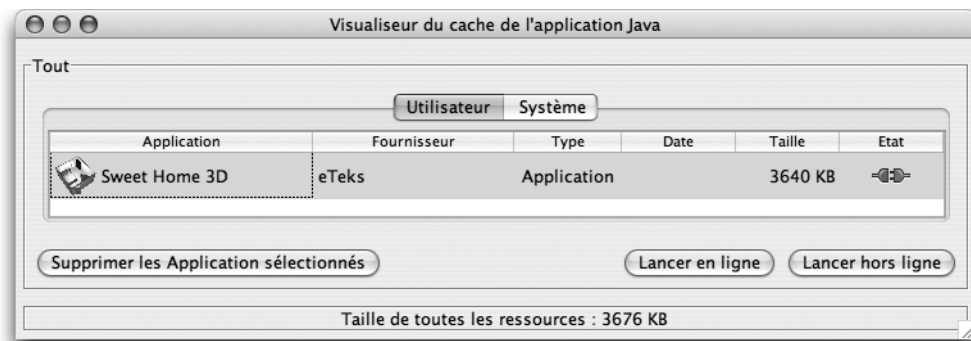 Visualiseur du cache de l'application Java
Tout
Utilisateur Système
Application Fournisseur Type Date Taille Etat
Sweet Home 3D eTeks Application 3640 KB
Supprimer les Application sélectionnés Lancer en ligne Lancer hors ligne
Taille de toutes les ressources : 3676 KB